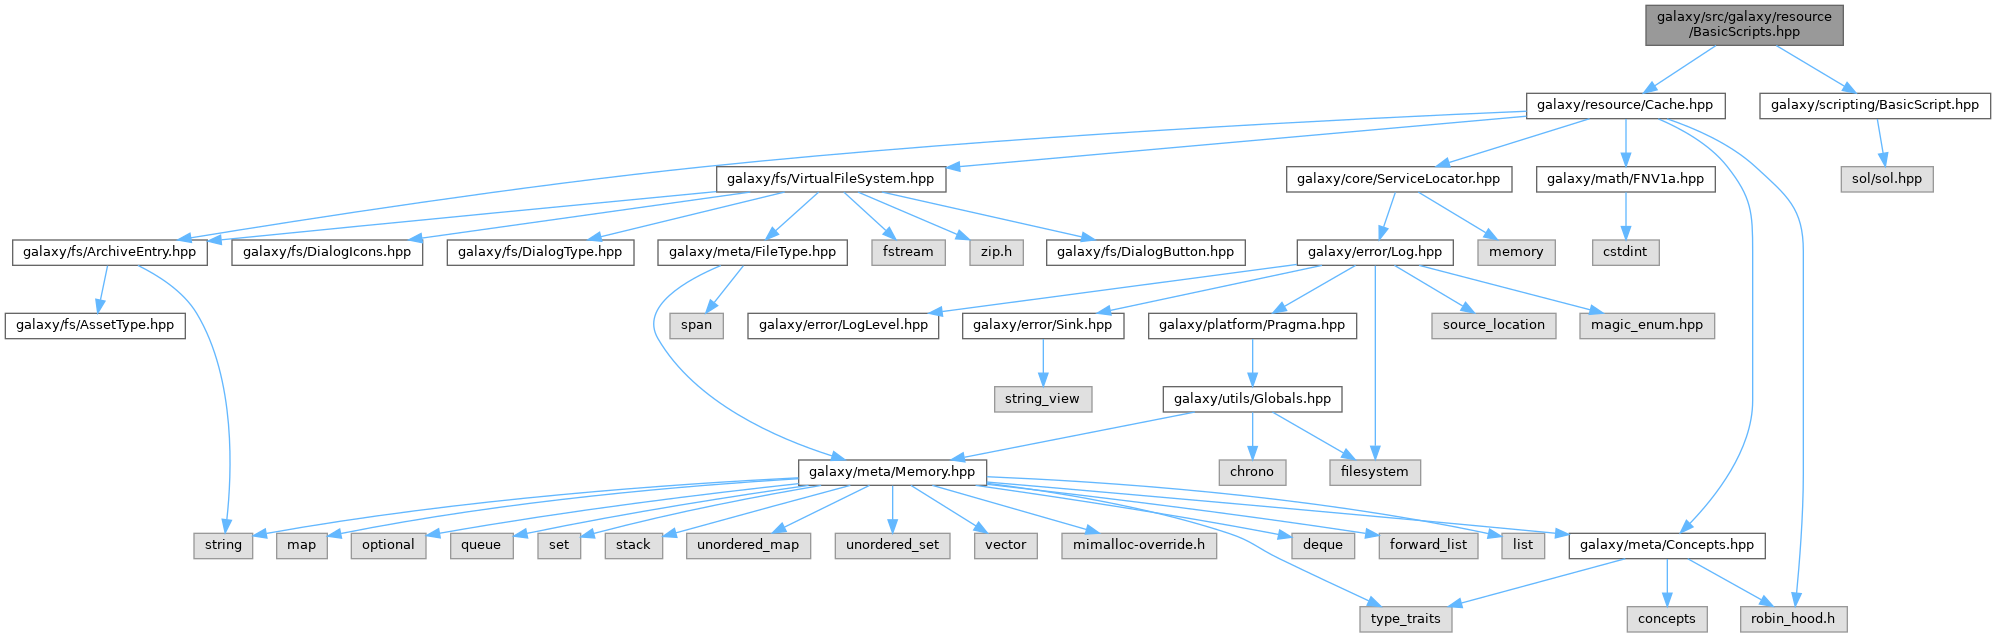 galaxy/src/galaxy/resource
/BasicScripts.hpp
galaxy/resource/Cache.hpp
galaxy/scripting/BasicScript.hpp
galaxy/fs/VirtualFileSystem.hpp
galaxy/core/ServiceLocator.hpp
galaxy/math/FNV1a.hpp
sol/sol.hpp
galaxy/fs/ArchiveEntry.hpp
galaxy/fs/DialogIcons.hpp
galaxy/fs/DialogType.hpp
galaxy/meta/FileType.hpp
fstream
zip.h
galaxy/fs/DialogButton.hpp
galaxy/error/Log.hpp
memory
cstdint
galaxy/fs/AssetType.hpp
span
galaxy/error/LogLevel.hpp
galaxy/error/Sink.hpp
galaxy/platform/Pragma.hpp
source_location
magic_enum.hpp
string_view
galaxy/utils/Globals.hpp
galaxy/meta/Memory.hpp
chrono
filesystem
string
map
optional
queue
set
stack
unordered_map
unordered_set
vector
mimalloc-override.h
deque
forward_list
list
galaxy/meta/Concepts.hpp
type_traits
concepts
robin_hood.h